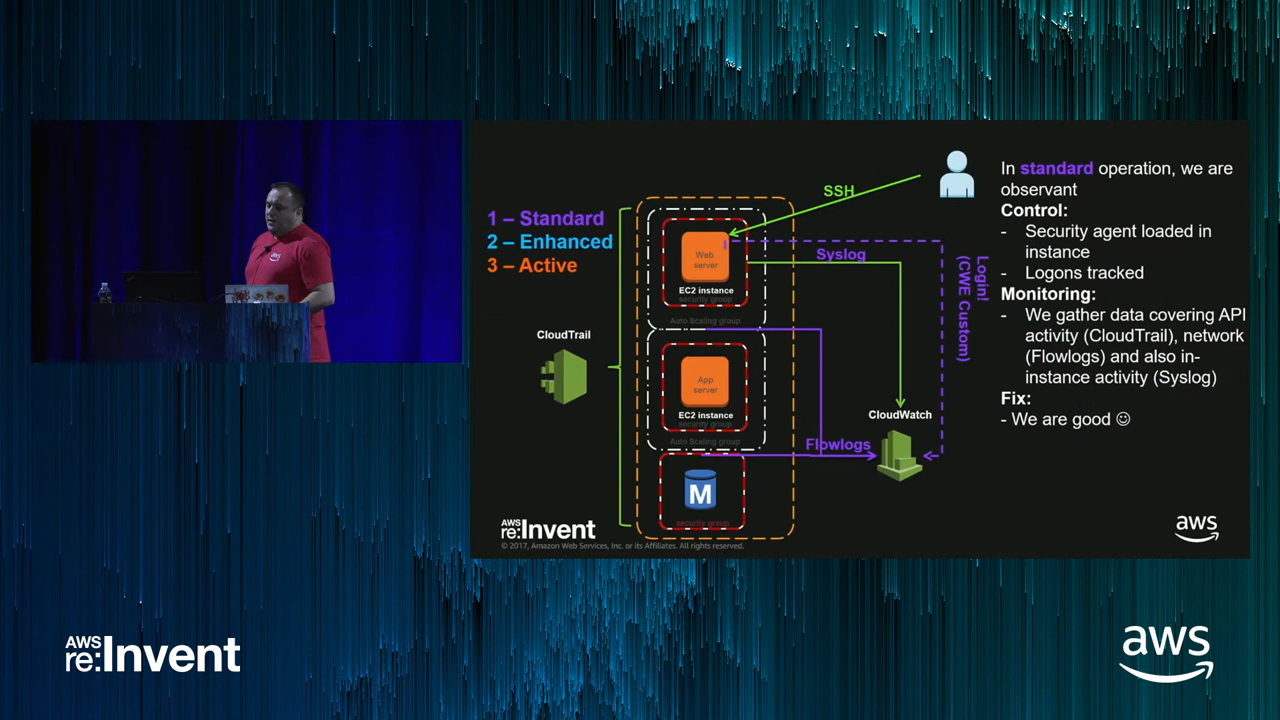 1 – Standard
2 – Enhanced
3 – Active
CloudTrail
SSH
Web
server
EC2 instance
security group
Auto Scaling group
App
server
EC2 instance
security group
Auto Scaling group
M
security group
Syslog
Login!
(CWE Custom)
CloudWatch
Flowlogs
In standard operation, we are
observant
Control:
- Security agent loaded in
instance
- Logons tracked
Monitoring:
- We gather data covering API
activity (CloudTrail), network
(Flowlogs) and also in-
instance activity (Syslog)
Fix:
- We are good ☺
AWS
re:Invent
© 2017, Amazon Web Services, Inc. or its Affiliates. All rights reserved.
aws
aws
AWS
re:Invent
aws